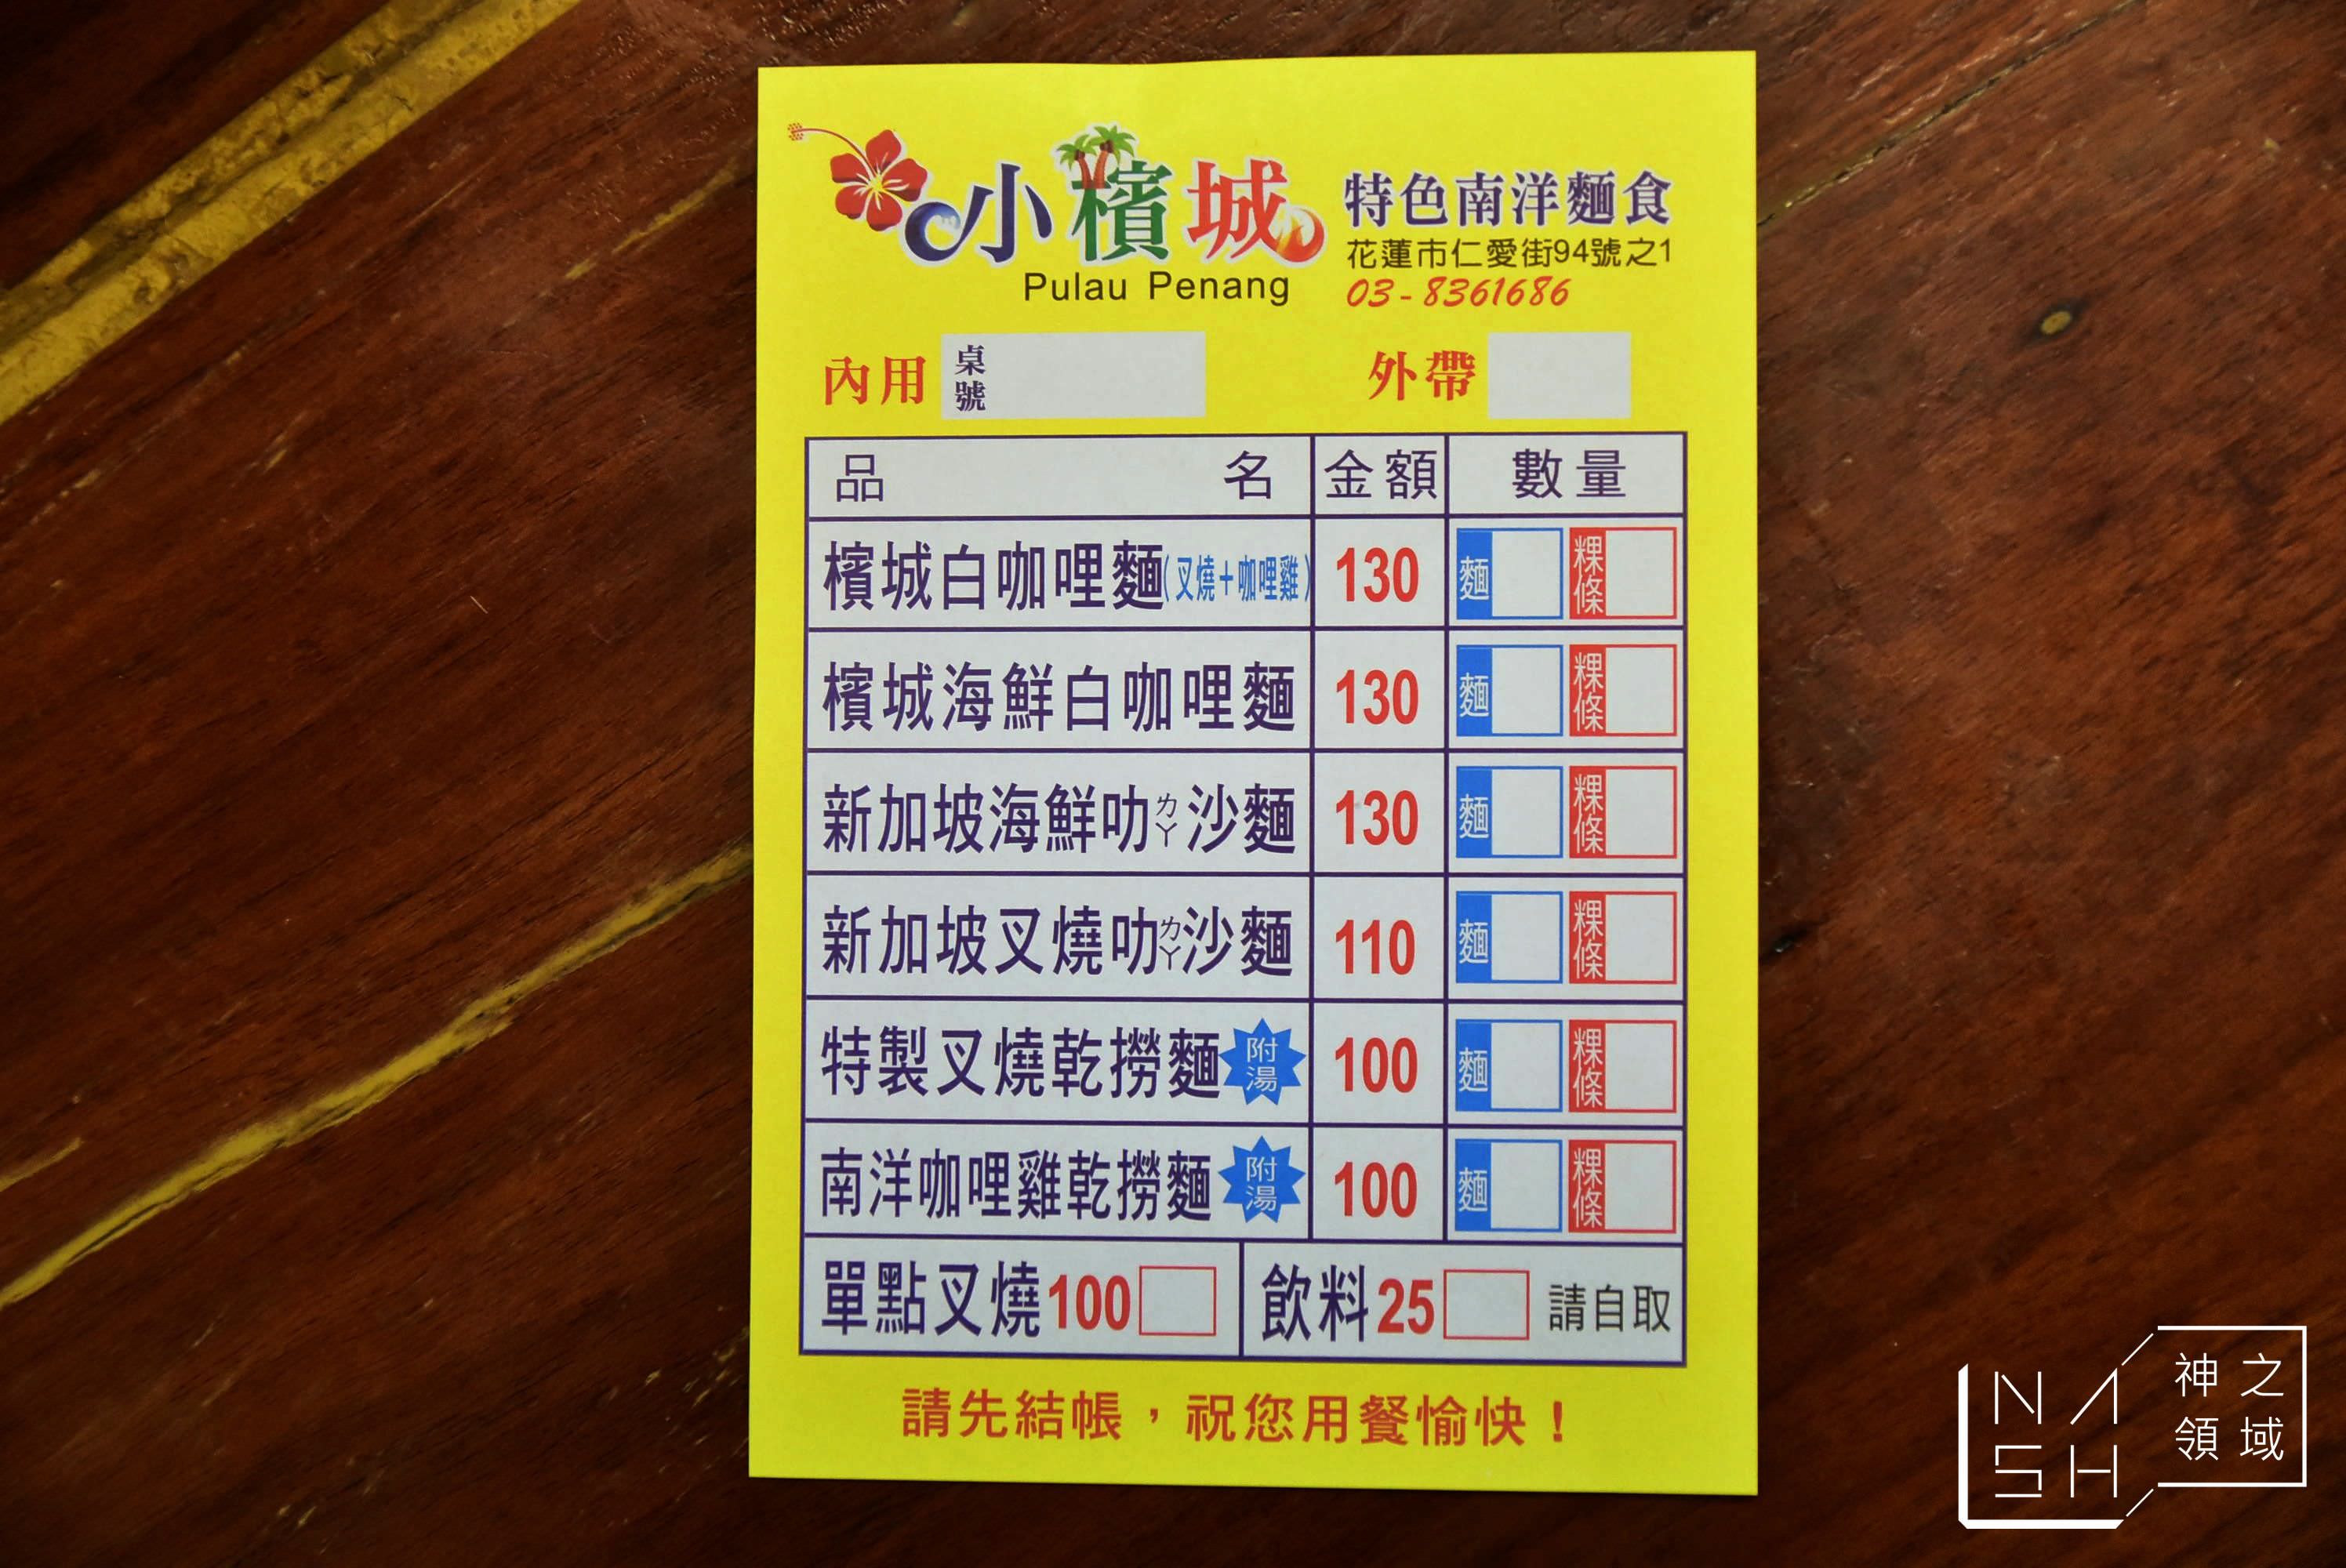 小檳城
Pulau Penang
特色南洋麵食
花蓮市仁愛街94號之1
03-8361686
內用 桌號
外帶
品名 金額 數量
檳城白咖哩麵(叉燒+咖哩雞) 130 麵 粿條
檳城海鮮白咖哩麵 130 麵 粿條
新加坡海鮮叻ㄌㄚ沙麵 130 麵 粿條
新加坡叉燒叻ㄌㄚ沙麵 110 麵 粿條
特製叉燒乾撈麵 附湯 100 麵 粿條
南洋咖哩雞乾撈麵 附湯 100 麵 粿條
單點叉燒100 飲料25 請自取
請先結帳，祝您用餐愉快！
NASH
神之領域